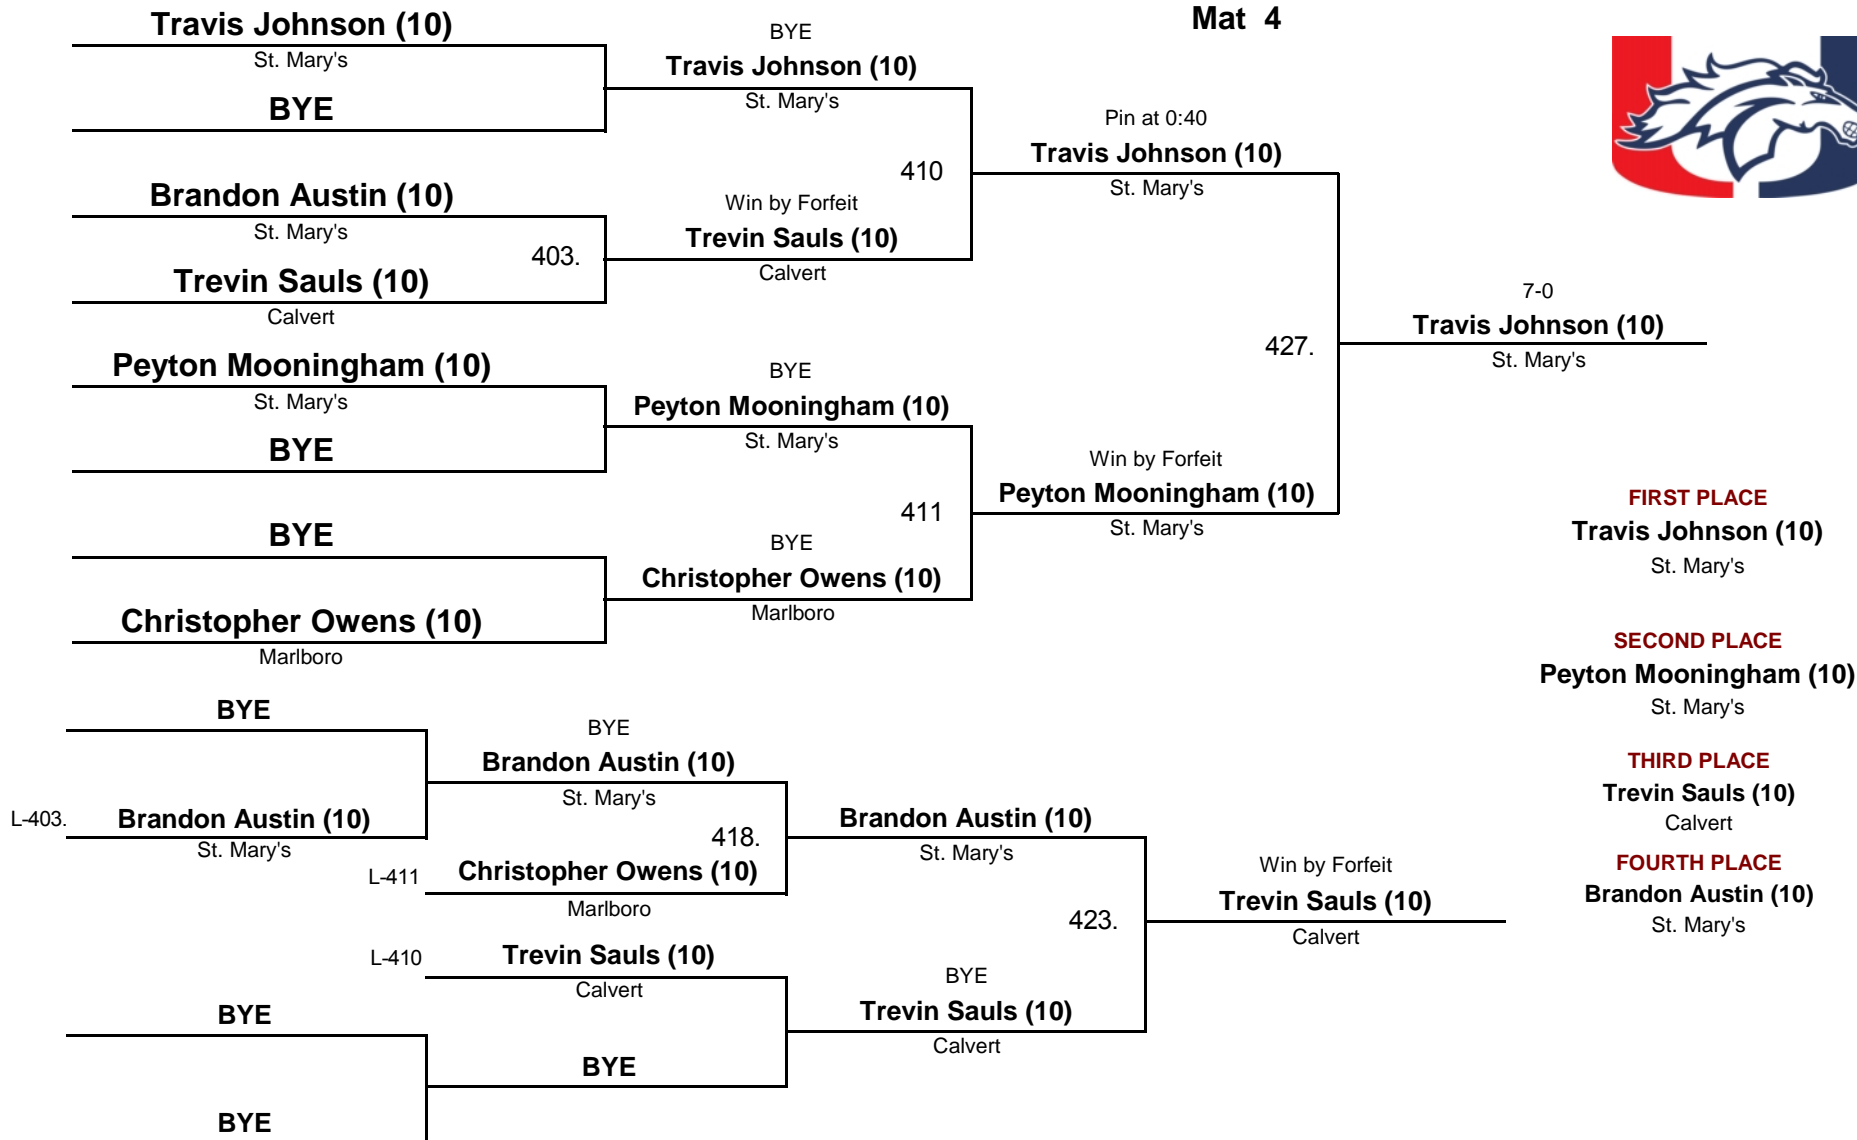 Mat 4
Travis Johnson (10)
St. Mary's
BYE
Brandon Austin (10)
St. Mary's
403.
Trevin Sauls (10)
Calvert
Peyton Mooningham (10)
St. Mary's
BYE
BYE
Christopher Owens (10)
Marlboro
BYE
Travis Johnson (10)
St. Mary's
410
Win by Forfeit
Trevin Sauls (10)
Calvert
BYE
Peyton Mooningham (10)
St. Mary's
411
BYE
Christopher Owens (10)
Marlboro
Pin at 0:40
Travis Johnson (10)
St. Mary's
427.
Win by Forfeit
Peyton Mooningham (10)
St. Mary's
7-0
Travis Johnson (10)
St. Mary's
FIRST PLACE
Travis Johnson (10)
St. Mary's
SECOND PLACE
Peyton Mooningham (10)
St. Mary's
THIRD PLACE
Trevin Sauls (10)
Calvert
FOURTH PLACE
Brandon Austin (10)
St. Mary's
BYE
L-403.
Brandon Austin (10)
St. Mary's
BYE
BYE
BYE
Brandon Austin (10)
St. Mary's
418.
L-411
Christopher Owens (10)
Marlboro
L-410
Trevin Sauls (10)
Calvert
BYE
Brandon Austin (10)
St. Mary's
423.
BYE
Trevin Sauls (10)
Calvert
Win by Forfeit
Trevin Sauls (10)
Calvert